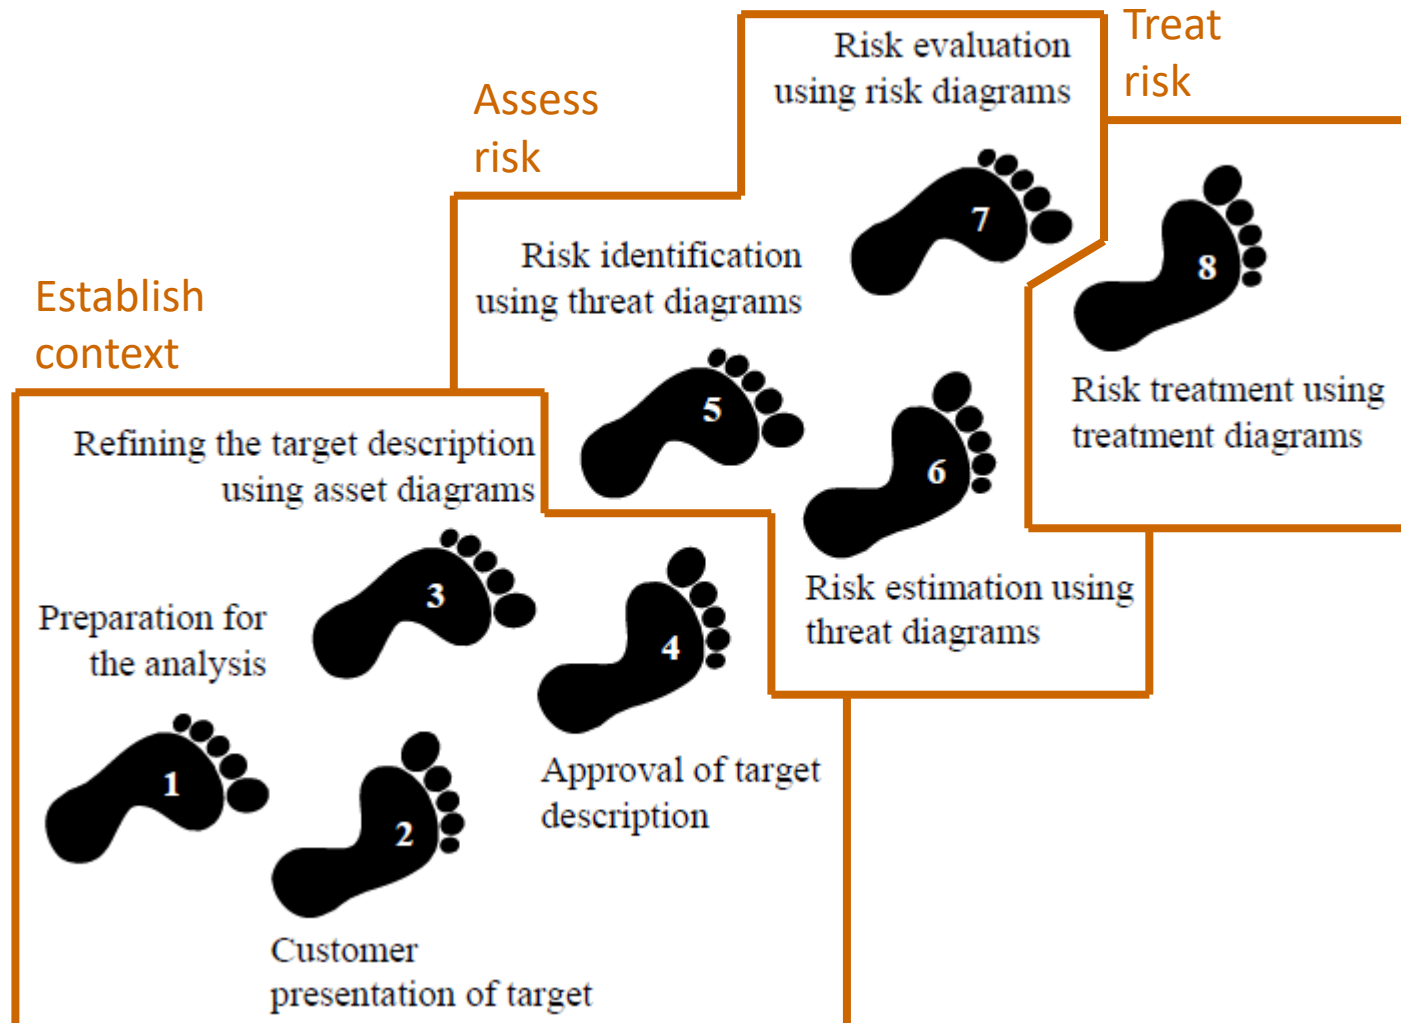 Treat
risk
Risk evaluation
using risk diagrams
Assess
risk
7
8
Risk identification
using threat diagrams
Establish
context
5
Risk treatment using
treatment diagrams
6
Refining the target description
using asset diagrams
3
4
Risk estimation using
threat diagrams
Preparation for
the analysis
1
2
Approval of target
description
Customer
presentation of target